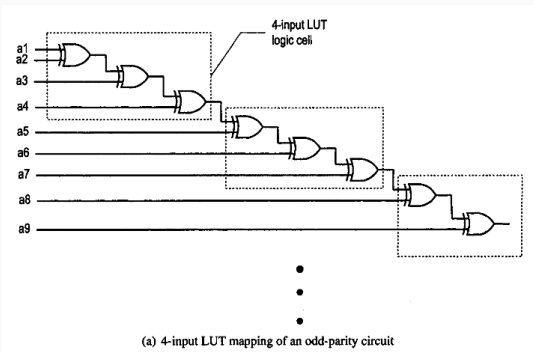 4-input LUT
logic cell
a1
a2
a3
a4
a5
a6
a7
a8
a9
(a) 4-input LUT mapping of an odd-parity circuit